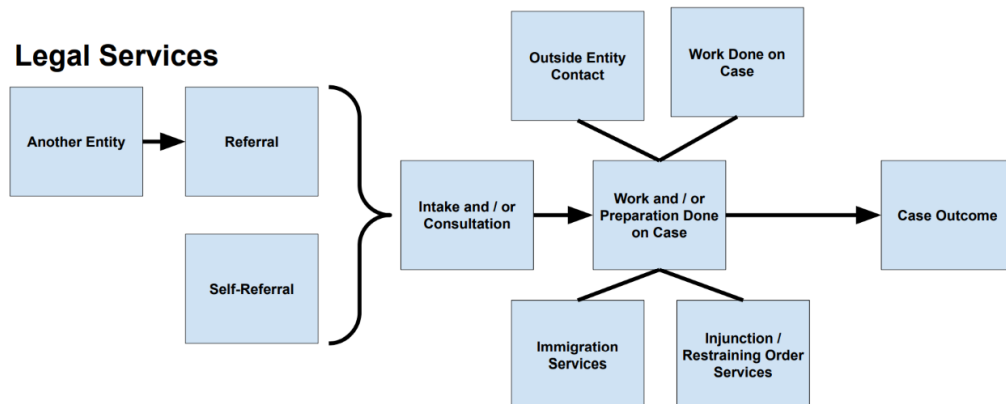 Legal Services
Outside Entity
Contact
Work Done on
Case
Another Entity
Referral
Intake and / or
Consultation
Work and / or
Preparation Done
on Case
Case Outcome
Self-Referral
Immigration
Services
Injunction /
Restraining Order
Services